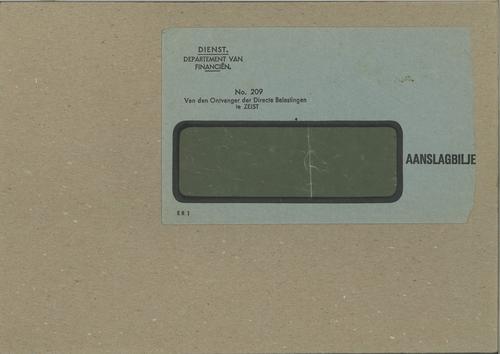 DIENST.
DEPARTEMENT VAN
FINANCIËN.
No. 209
Van den Ontvanger der Directe Belastingen
te ZEIST
AANSLAGBILJE
E R 1